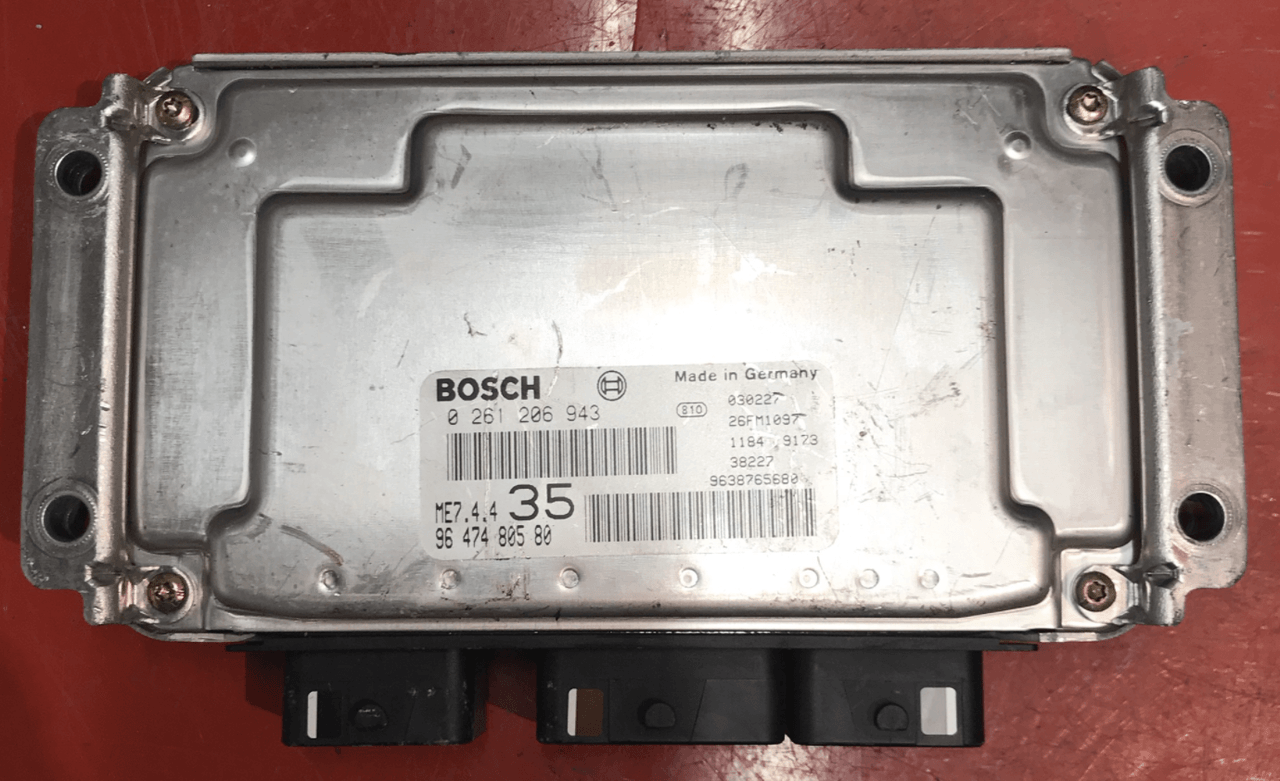 BOSCH
0 261 206 943
ME7.4.4 35
96 474 805 80
Made in Germany
810 030227
26FM1097
1184 9173
38227
9638765680